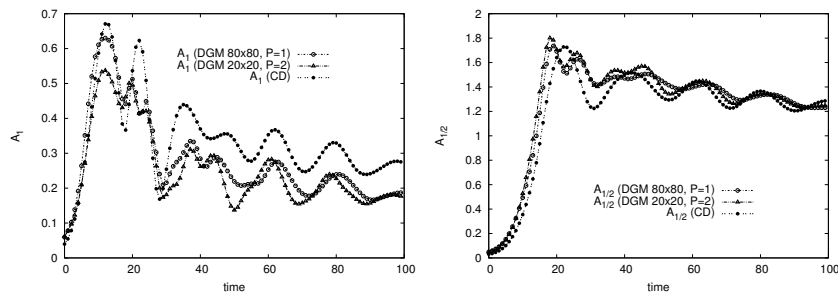 0.7
0.6
0.5
0.4
0.3
0.2
0.1
0
0 20 40 60 80 100
A1
time
A1 (DGM 80x80, P=1)
A1 (DGM 20x20, P=2)
A1 (CD)
2
1.8
1.6
1.4
1.2
1
0.8
0.6
0.4
0.2
0
0 20 40 60 80 100
A1/2
time
A1/2 (DGM 80x80, P=1)
A1/2 (DGM 20x20, P=2)
A1/2 (CD)